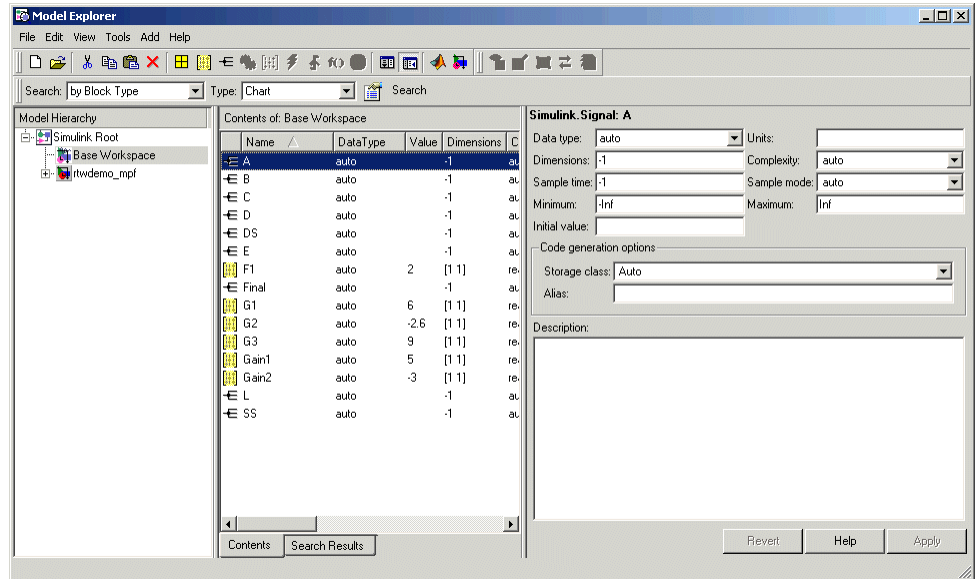 Model Explorer
File Edit View Tools Add Help
f()
Search: by Block Type Type: Chart Search
Model Hierarchy
Simulink Root
Base Workspace
rtwdemo_mpf
Contents of: Base Workspace
Name DataType Value Dimensions C
A auto -1 au
B auto -1 au
C auto -1 au
D auto -1 au
DS auto -1 au
E auto -1 au
F1 auto 2 [1 1] re
Final auto -1 au
G1 auto 6 [1 1] re
G2 auto -2.6 [1 1] re
G3 auto 9 [1 1] re
Gain1 auto 5 [1 1] re
Gain2 auto -3 [1 1] re
L auto -1 au
SS auto -1 au
Contents Search Results
Simulink.Signal: A
Data type: auto Units:
Dimensions: -1 Complexity: auto
Sample time: -1 Sample mode: auto
Minimum: -Inf Maximum: Inf
Initial value:
Code generation options
Storage class: Auto
Alias:
Description:
Revert Help Apply